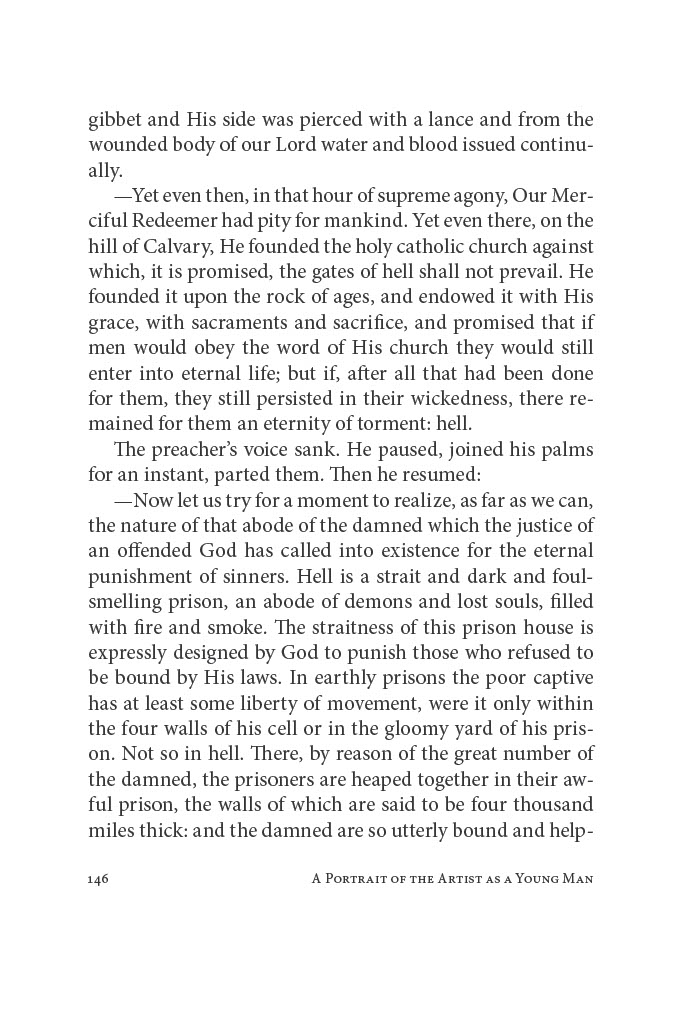 gibbet and His side was pierced with a lance and from the
wounded body of our Lord water and blood issued continu-
ally.
—Yet even then, in that hour of supreme agony, Our Mer-
ciful Redeemer had pity for mankind. Yet even there, on the
hill of Calvary, He founded the holy catholic church against
which, it is promised, the gates of hell shall not prevail. He
founded it upon the rock of ages, and endowed it with His
grace, with sacraments and sacrifice, and promised that if
men would obey the word of His church they would still
enter into eternal life; but if, after all that had been done
for them, they still persisted in their wickedness, there re-
mained for them an eternity of torment: hell.
The preacher’s voice sank. He paused, joined his palms
for an instant, parted them. Then he resumed:
—Now let us try for a moment to realize, as far as we can,
the nature of that abode of the damned which the justice of
an offended God has called into existence for the eternal
punishment of sinners. Hell is a strait and dark and foul-
smelling prison, an abode of demons and lost souls, filled
with fire and smoke. The straitness of this prison house is
expressly designed by God to punish those who refused to
be bound by His laws. In earthly prisons the poor captive
has at least some liberty of movement, were it only within
the four walls of his cell or in the gloomy yard of his pris-
on. Not so in hell. There, by reason of the great number of
the damned, the prisoners are heaped together in their aw-
ful prison, the walls of which are said to be four thousand
miles thick: and the damned are so utterly bound and help-
146 A Portrait of the Artist as a Young Man